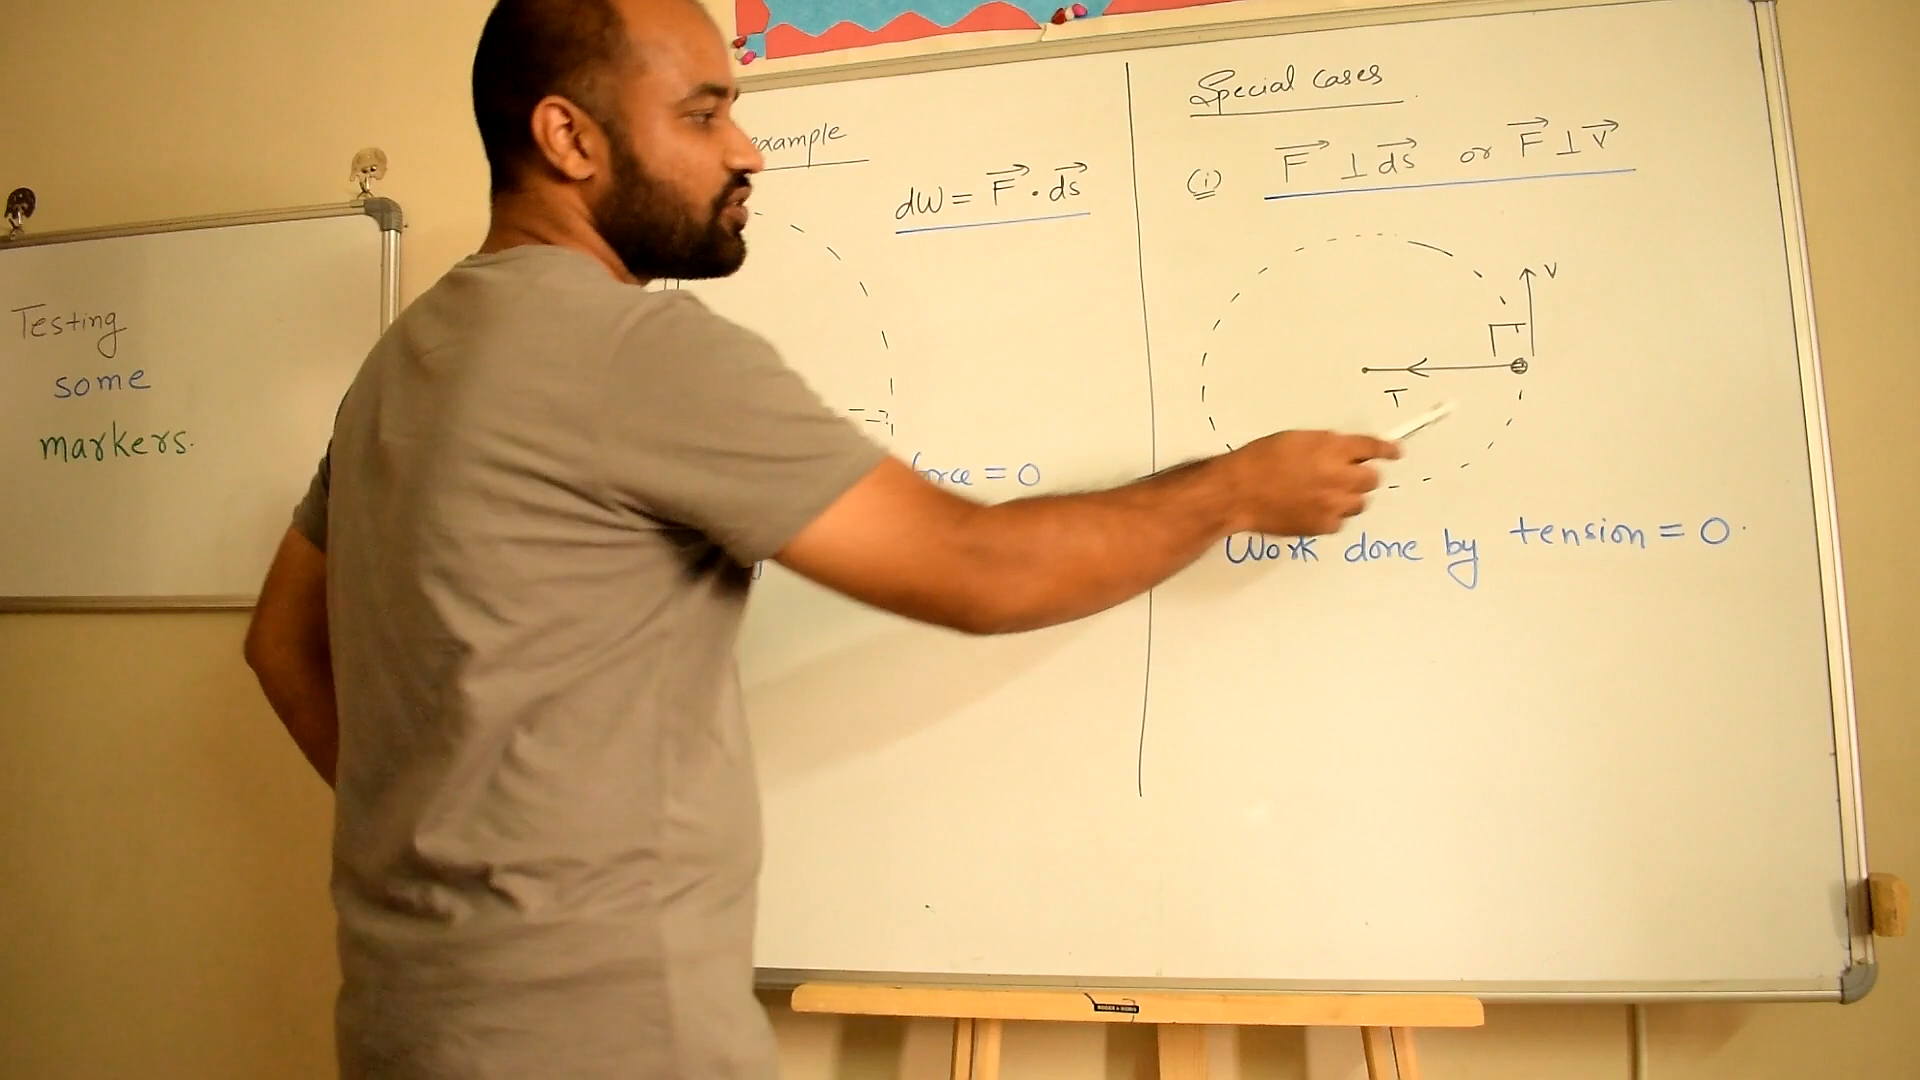 Testing
some
markers.
example
dW = F⃗ · ds⃗
force = 0
Special cases
(i) F⃗ ⊥ ds⃗ or F⃗ ⊥ v⃗
v
T
Work done by tension = 0.